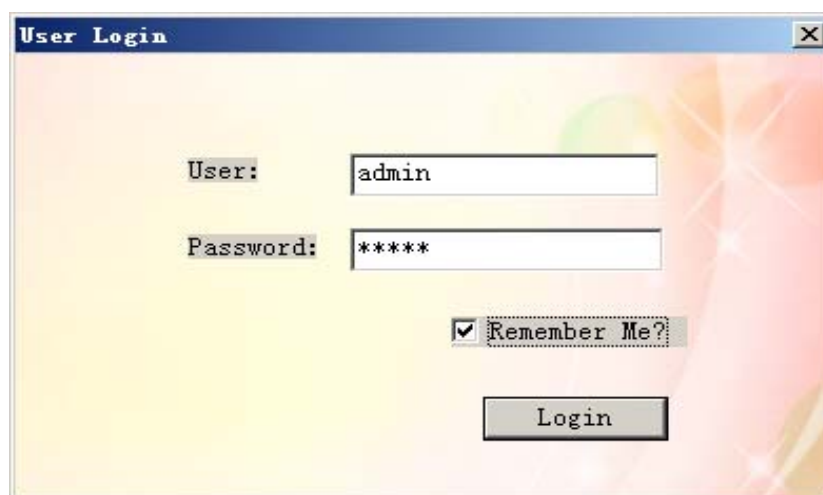 User Login
User: admin
Password: *****
Remember Me?
Login